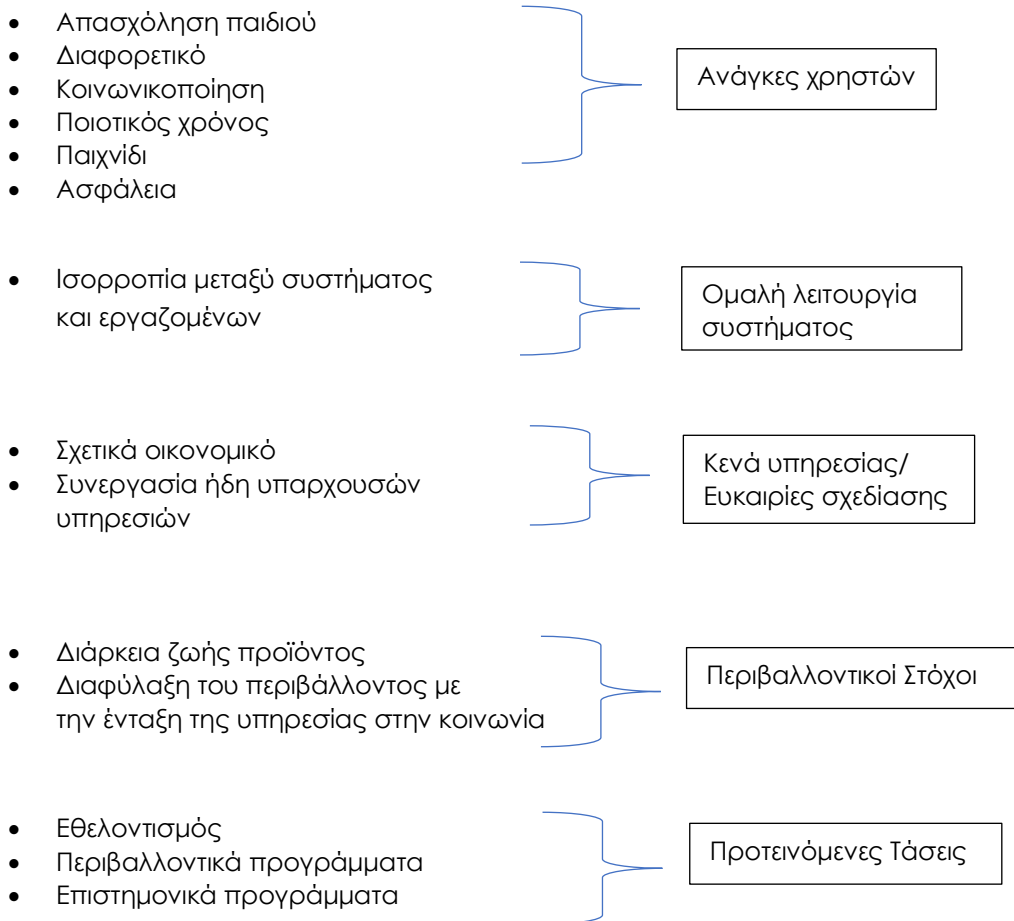 • Απασχόληση παιδιού
• Διαφορετικό
• Κοινωνικοποίηση
• Ποιοτικός χρόνος
• Παιχνίδι
• Ασφάλεια
Ανάγκες χρηστών
• Ισορροπία μεταξύ συστήματος
και εργαζομένων
Ομαλή λειτουργία
συστήματος
• Σχετικά οικονομικό
• Συνεργασία ήδη υπαρχουσών
υπηρεσιών
Κενά υπηρεσίας/
Ευκαιρίες σχεδίασης
• Διάρκεια ζωής προϊόντος
• Διαφύλαξη του περιβάλλοντος με
την ένταξη της υπηρεσίας στην κοινωνία
Περιβαλλοντικοί Στόχοι
• Εθελοντισμός
• Περιβαλλοντικά προγράμματα
• Επιστημονικά προγράμματα
Προτεινόμενες Τάσεις